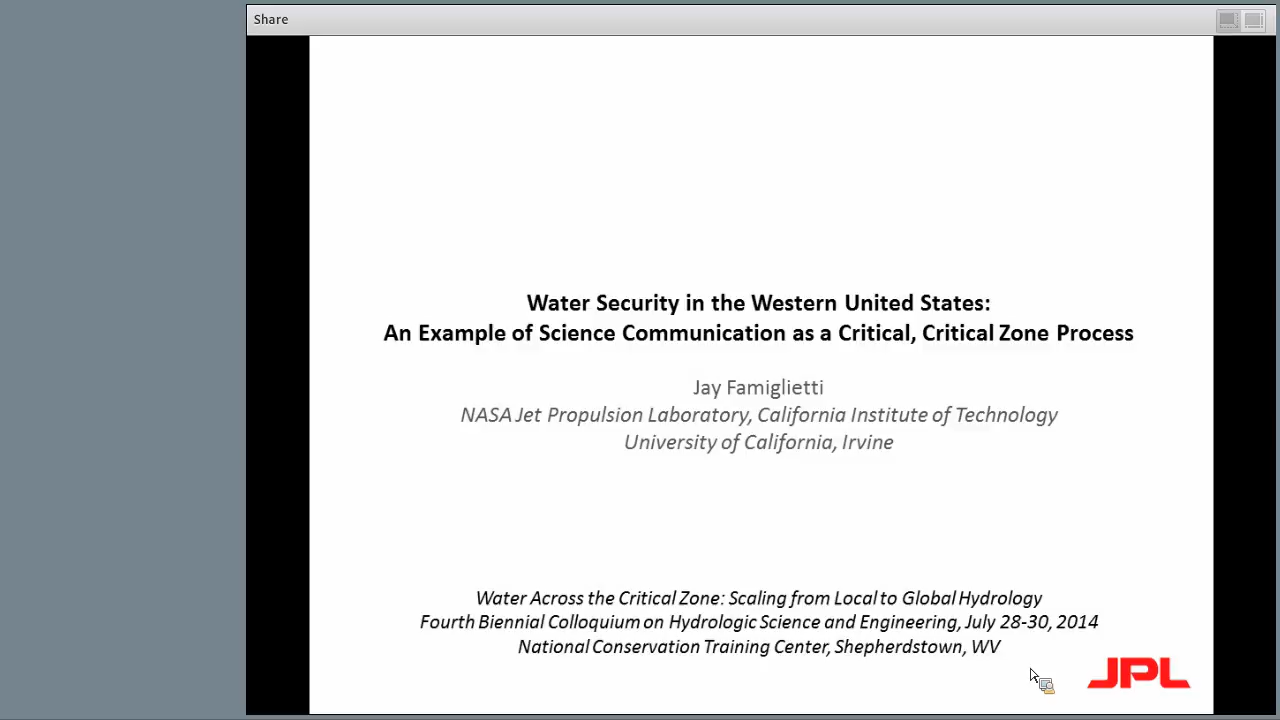 Share
Water Security in the Western United States:
An Example of Science Communication as a Critical, Critical Zone Process
Jay Famiglietti
NASA Jet Propulsion Laboratory, California Institute of Technology
University of California, Irvine
Water Across the Critical Zone: Scaling from Local to Global Hydrology
Fourth Biennial Colloquium on Hydrologic Science and Engineering, July 28-30, 2014
National Conservation Training Center, Shepherdstown, WV
JPL